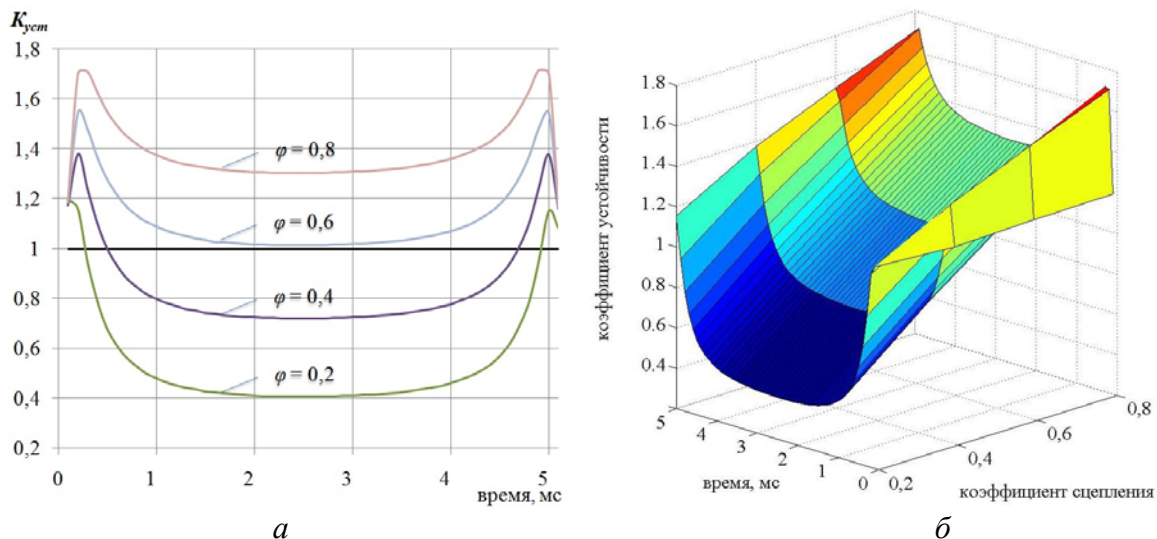 Kуст
1,8
1,6
1,4
1,2
1
0,8
0,6
0,4
0,2
φ = 0,8
φ = 0,6
φ = 0,4
φ = 0,2
0 1 2 3 4 5
время, мс
а
коэффициент устойчивости
1.8
1.6
1.4
1.2
1
0.8
0.6
0.4
5 4 3 2 1 0
время, мс
0,2 0,4 0,6 0,8
коэффициент сцепления
б